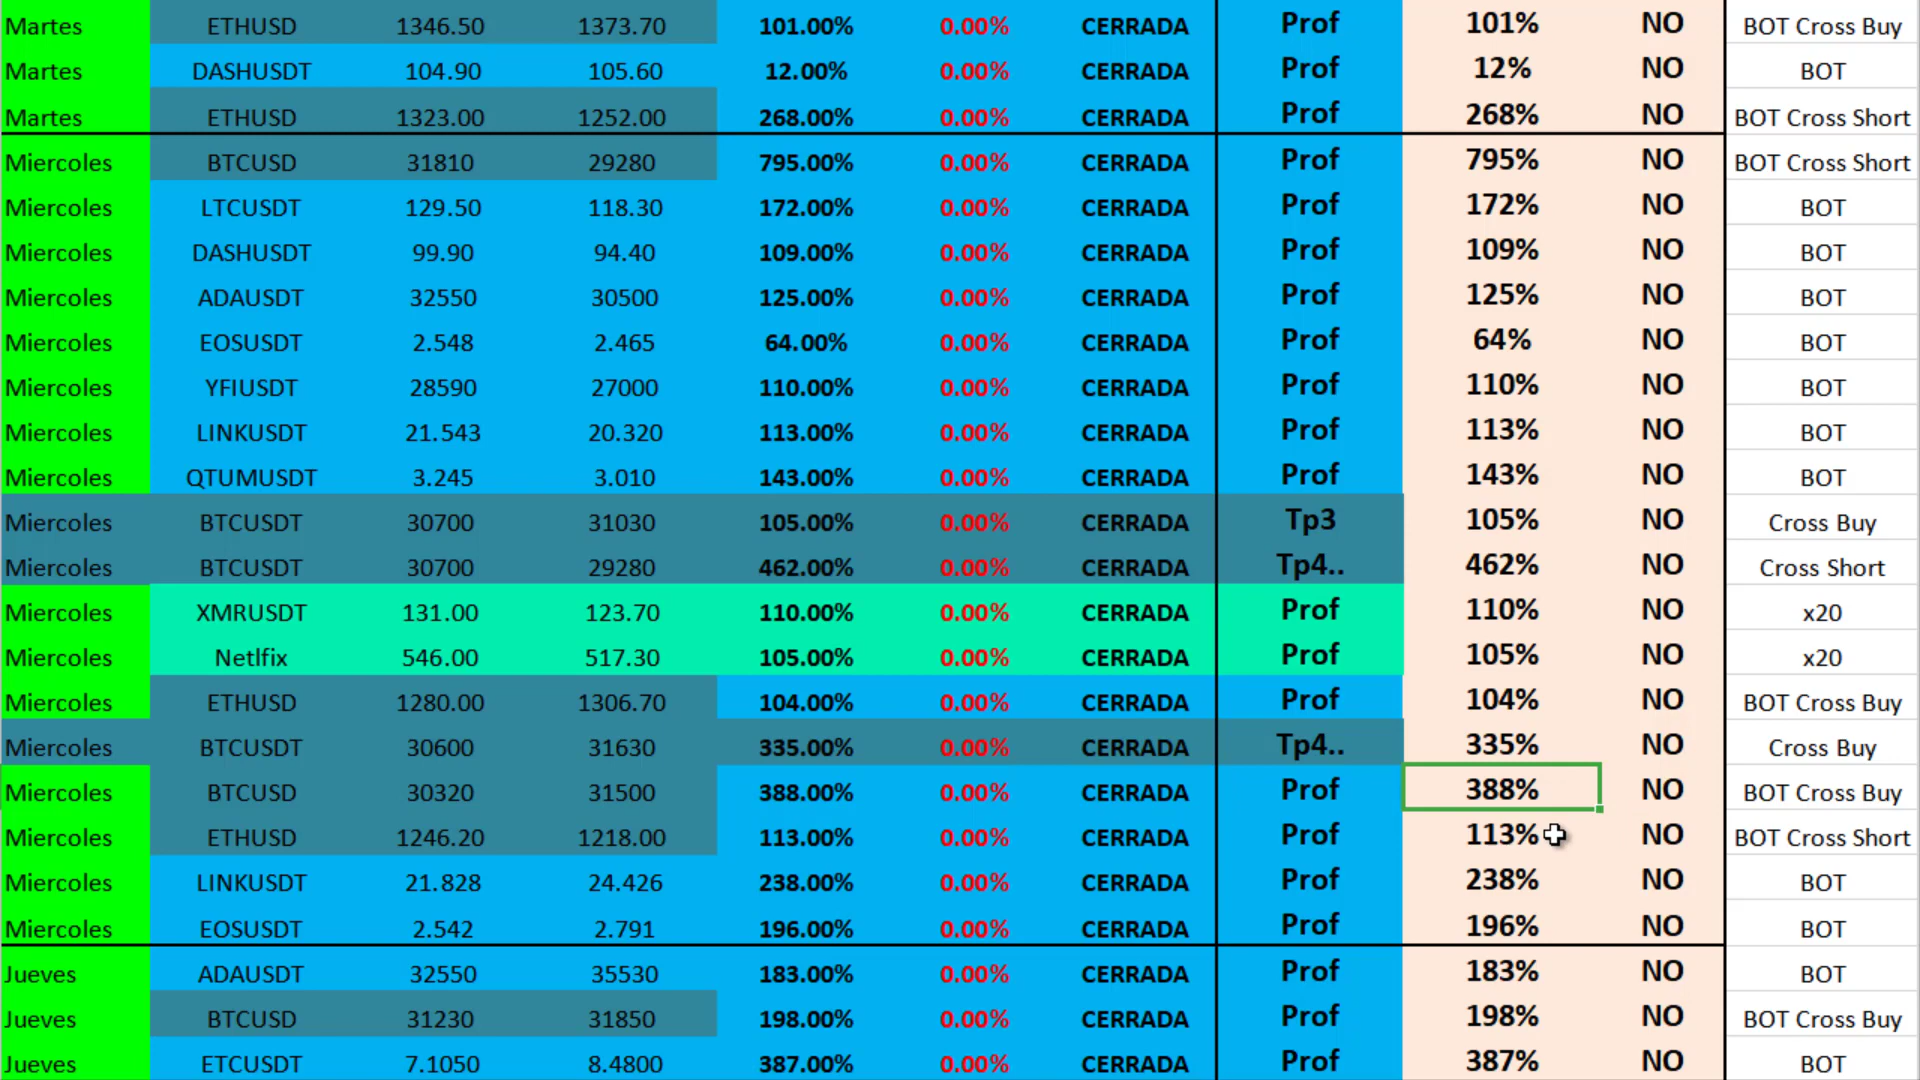 Martes ETHUSD 1346.50 1373.70 101.00% 0.00% CERRADA Prof 101% NO BOT Cross Buy
Martes DASHUSDT 104.90 105.60 12.00% 0.00% CERRADA Prof 12% NO BOT
Martes ETHUSD 1323.00 1252.00 268.00% 0.00% CERRADA Prof 268% NO BOT Cross Short
Miercoles BTCUSD 31810 29280 795.00% 0.00% CERRADA Prof 795% NO BOT Cross Short
Miercoles LTCUSDT 129.50 118.30 172.00% 0.00% CERRADA Prof 172% NO BOT
Miercoles DASHUSDT 99.90 94.40 109.00% 0.00% CERRADA Prof 109% NO BOT
Miercoles ADAUSDT 32550 30500 125.00% 0.00% CERRADA Prof 125% NO BOT
Miercoles EOSUSDT 2.548 2.465 64.00% 0.00% CERRADA Prof 64% NO BOT
Miercoles YFIUSDT 28590 27000 110.00% 0.00% CERRADA Prof 110% NO BOT
Miercoles LINKUSDT 21.543 20.320 113.00% 0.00% CERRADA Prof 113% NO BOT
Miercoles QTUMUSDT 3.245 3.010 143.00% 0.00% CERRADA Prof 143% NO BOT
Miercoles BTCUSDT 30700 31030 105.00% 0.00% CERRADA Tp3 105% NO Cross Buy
Miercoles BTCUSDT 30700 29280 462.00% 0.00% CERRADA Tp4.. 462% NO Cross Short
Miercoles XMRUSDT 131.00 123.70 110.00% 0.00% CERRADA Prof 110% NO x20
Miercoles Netlfix 546.00 517.30 105.00% 0.00% CERRADA Prof 105% NO x20
Miercoles ETHUSD 1280.00 1306.70 104.00% 0.00% CERRADA Prof 104% NO BOT Cross Buy
Miercoles BTCUSDT 30600 31630 335.00% 0.00% CERRADA Tp4.. 335% NO Cross Buy
Miercoles BTCUSD 30320 31500 388.00% 0.00% CERRADA Prof 388% NO BOT Cross Buy
Miercoles ETHUSD 1246.20 1218.00 113.00% 0.00% CERRADA Prof 113% NO BOT Cross Short
Miercoles LINKUSDT 21.828 24.426 238.00% 0.00% CERRADA Prof 238% NO BOT
Miercoles EOSUSDT 2.542 2.791 196.00% 0.00% CERRADA Prof 196% NO BOT
Jueves ADAUSDT 32550 35530 183.00% 0.00% CERRADA Prof 183% NO BOT
Jueves BTCUSD 31230 31850 198.00% 0.00% CERRADA Prof 198% NO BOT Cross Buy
Jueves ETCUSDT 7.1050 8.4800 387.00% 0.00% CERRADA Prof 387% NO BOT